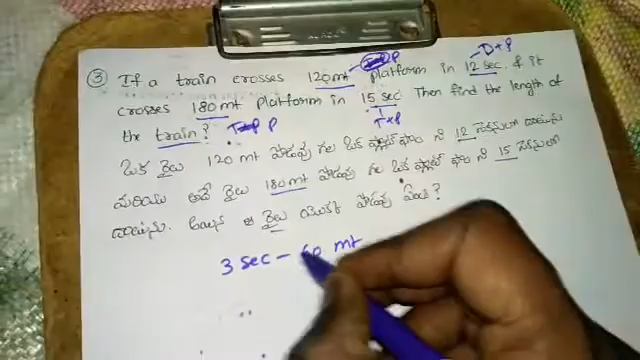 ③ If a train crosses 120mt platform in 12 sec & it
crosses 180 mt platform in 15 sec Then find the length of
the train?
ఒక రైలు 120 mt పొడవు గల ఒక ప్లాట్ ఫాం ని 12 సెకన్లలో దాటును
మరియు అదే రైలు 180mt పొడవు గల ఒక ప్లాట్ ఫాం ని 15 సెకన్లలో
దాటును. అయిన ఆ రైలు యొక్క పొడవు ఎంత?
3 sec - 60 mt